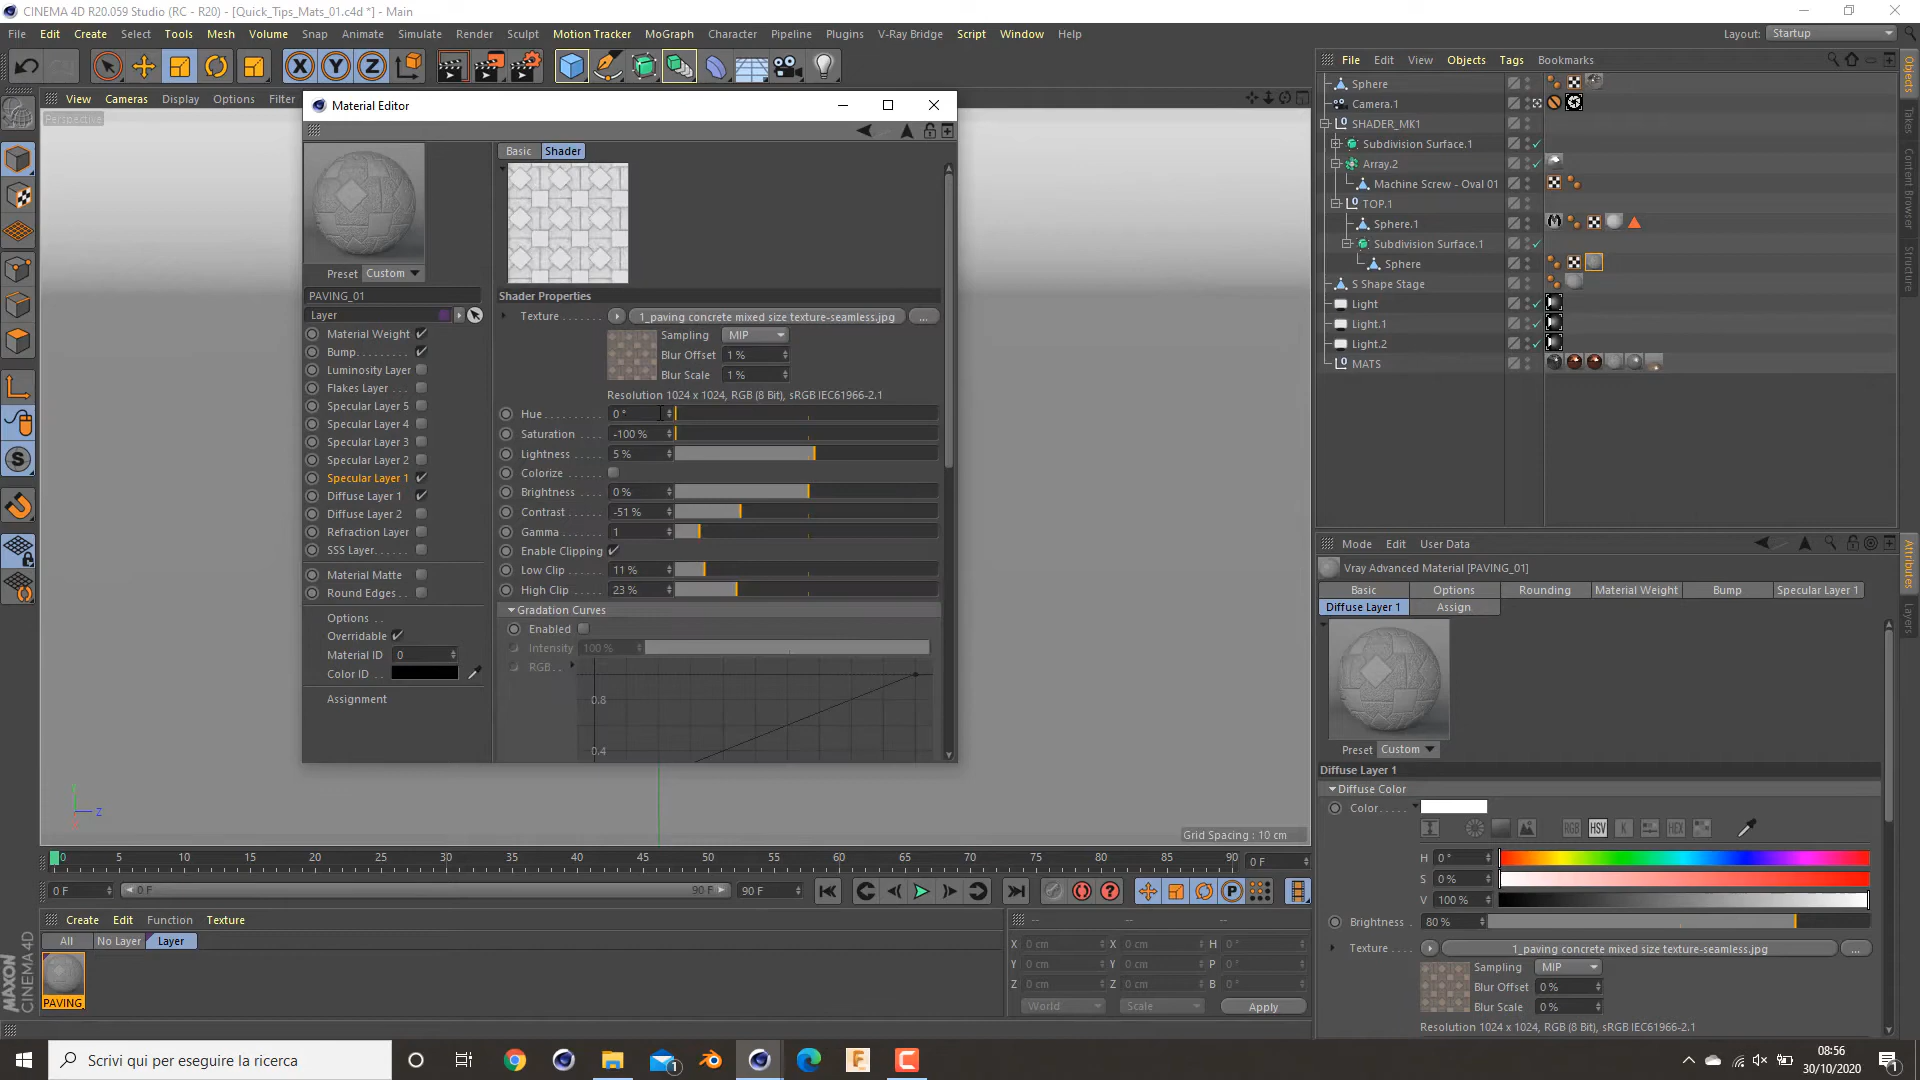 CINEMA 4D R20.059 Studio (RC - R20) - [Quick_Tips_Mats_01.c4d *] - Main
File Edit Create Select Tools Mesh Volume Snap Animate Simulate Render Sculpt Motion Tracker MoGraph Character Pipeline Plugins V-Ray Bridge Script Window Help
Layout: Startup
File Edit View Objects Tags Bookmarks
View Cameras Display Options Filter
Perspective
Material Editor
Basic Shader
Preset Custom
PAVING_01
Layer
Material Weight
Bump
Luminosity Layer
Flakes Layer
Specular Layer 5
Specular Layer 4
Specular Layer 3
Specular Layer 2
Specular Layer 1
Diffuse Layer 1
Diffuse Layer 2
Refraction Layer
SSS Layer
Material Matte
Round Edges
Options
Overridable
Material ID 0
Color ID
Assignment
Shader Properties
Texture 1_paving concrete mixed size texture-seamless.jpg ...
Sampling MIP
Blur Offset 1 %
Blur Scale 1 %
Resolution 1024 x 1024, RGB (8 Bit), sRGB IEC61966-2.1
Hue 0 °
Saturation -100 %
Lightness 5 %
Colorize
Brightness 0 %
Contrast -51 %
Gamma 1
Enable Clipping
Low Clip 11 %
High Clip 23 %
Gradation Curves
Enabled
Intensity 100 %
RGB
0.8
0.4
Sphere
Camera.1
SHADER_MK1
Subdivision Surface.1
Array.2
Machine Screw - Oval 01
TOP.1
Sphere.1
Subdivision Surface.1
Sphere
S Shape Stage
Light
Light.1
Light.2
MATS
Objects
Takes
Content Browser
Structure
Mode Edit User Data
Vray Advanced Material [PAVING_01]
Basic Options Rounding Material Weight Bump Specular Layer 1
Diffuse Layer 1 Assign
Preset Custom
Diffuse Layer 1
Diffuse Color
Color
RGB HSV K HEX
H 0 °
S 0 %
V 100 %
Brightness 80 %
Texture 1_paving concrete mixed size texture-seamless.jpg ...
Sampling MIP
Blur Offset 0 %
Blur Scale 0 %
Resolution 1024 x 1024, RGB (8 Bit), sRGB IEC61966-2.1
Attributes
Layers
Y
Z
Grid Spacing : 10 cm
0 5 10 15 20 25 30 35 40 45 50 55 60 65 70 75 80 85 90 0 F
0 F 0 F 90 F 90 F
Create Edit Function Texture
All No Layer Layer
PAVING
MAXON CINEMA 4D
-- -- --
X 0 cm X 0 cm H 0 °
Y 0 cm Y 0 cm P 0 °
Z 0 cm Z 0 cm B 0 °
World Scale Apply
Scrivi qui per eseguire la ricerca
1
08:56
30/10/2020
1